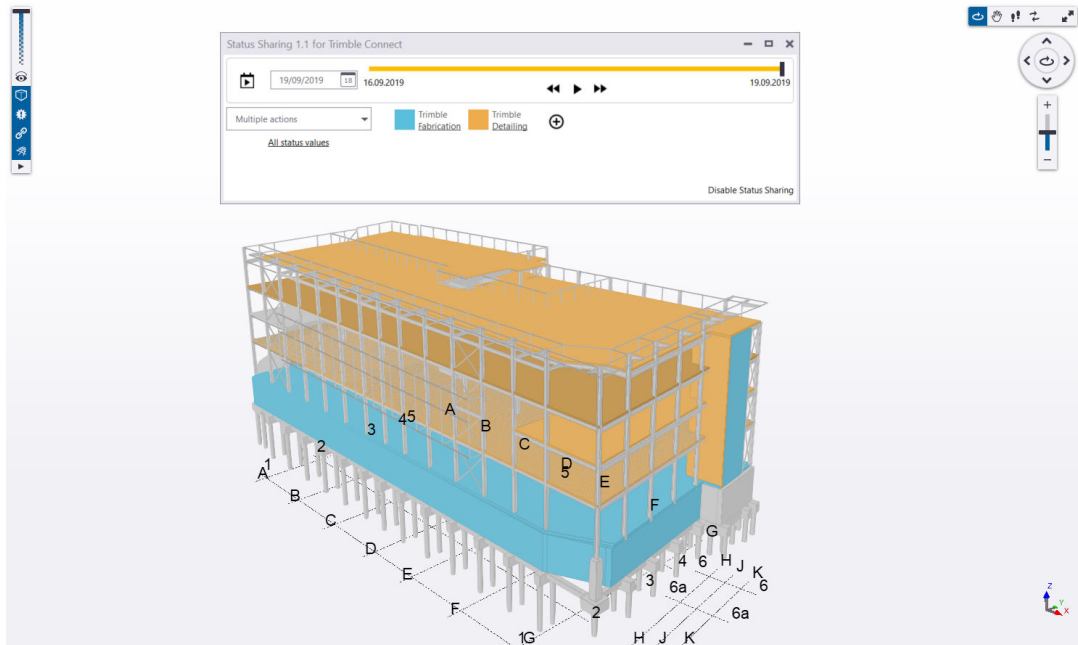 Status Sharing 1.1 for Trimble Connect
19/09/2019
18
16.09.2019
19.09.2019
Multiple actions
Trimble
Fabrication
Trimble
Detailing
All status values
Disable Status Sharing
A
B
C
D
5
E
F
G
4
5
3
2
1
A
B
C
D
E
F
1G
2
3
4
6
H
J
K
6
6a
6a
H
J
K
Z
Y
X